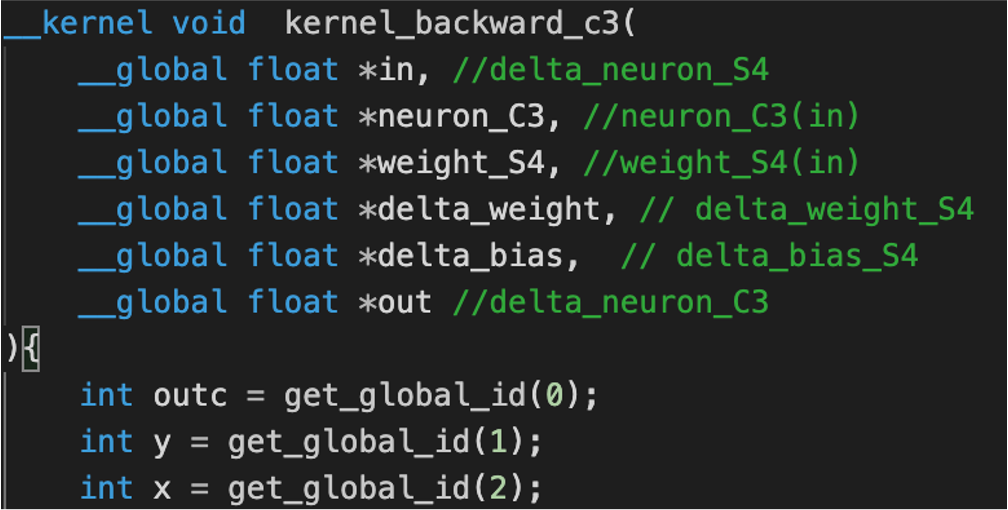 __kernel void  kernel_backward_c3(
    __global float *in, //delta_neuron_S4
    __global float *neuron_C3, //neuron_C3(in)
    __global float *weight_S4, //weight_S4(in)
    __global float *delta_weight, // delta_weight_S4
    __global float *delta_bias,  // delta_bias_S4
    __global float *out //delta_neuron_C3
){
    int outc = get_global_id(0);
    int y = get_global_id(1);
    int x = get_global_id(2);